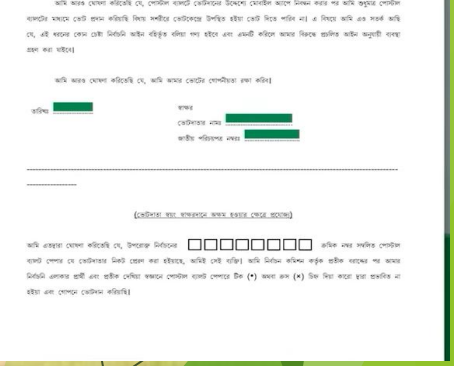 আমি আরও ঘোষণা করিতেছি যে, পোস্টাল ব্যালটে ভোটদানের উদ্দেশ্যে মোবাইল অ্যাপে নিবন্ধন করার পর আমি শুধুমাত্র পোস্টাল
ব্যালটের মাধ্যমে ভোট প্রদান করিয়াছি বিধায় সশরীরে ভোটকেন্দ্রে উপস্থিত হইয়া ভোট দিতে পারিব না। এ বিষয়ে আমি এও সতর্ক আছি
যে, এই ধরনের কোন চেষ্টা নির্বাচনি আইন বহির্ভূত বলিয়া গণ্য হইবে এবং এমনটি করিলে আমার বিরুদ্ধে প্রচলিত আইন অনুযায়ী ব্যবস্থা
গ্রহণ করা যাইবে।
আমি আরও ঘোষণা করিতেছি যে, আমি আমার ভোটের গোপনীয়তা রক্ষা করিব।
স্বাক্ষর
তারিখঃ
ভোটদাতার নামঃ
জাতীয় পরিচয়পত্র নম্বরঃ
(ভোটদাতা স্বয়ং স্বাক্ষরদানে অক্ষম হওয়ার ক্ষেত্রে প্রযোজ্য)
আমি এতদ্বারা ঘোষণা করিতেছি যে, উপরোক্ত নির্বাচনের ক্রমিক নম্বর সম্বলিত পোস্টাল
ব্যালট পেপার যে ভোটদাতার নিকট প্রেরণ করা হইয়াছে, আমিই সেই ব্যক্তি। আমি নির্বাচন কমিশন কর্তৃক প্রতীক বরাদ্দের পর আমার
নির্বাচনি এলাকার প্রার্থী এবং প্রতীক দেখিয়া স্বজ্ঞানে পোস্টাল ব্যালট পেপারে টিক (*) অথবা ক্রস (×) চিহ্ন দিয়া কারো দ্বারা প্রভাবিত না
হইয়া এবং গোপনে ভোটদান করিয়াছি।